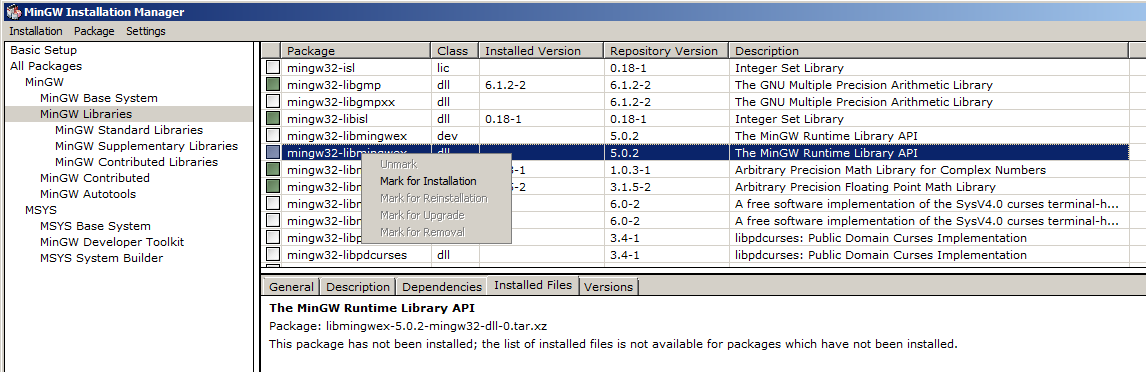 MinGW Installation Manager
Installation Package Settings
Basic Setup
All Packages
MinGW
MinGW Base System
MinGW Libraries
MinGW Standard Libraries
MinGW Supplementary Libraries
MinGW Contributed Libraries
MinGW Contributed
MinGW Autotools
MSYS
MSYS Base System
MinGW Developer Toolkit
MSYS System Builder
Package Class Installed Version Repository Version Description
mingw32-isl lic 0.18-1 Integer Set Library
mingw32-libgmp dll 6.1.2-2 6.1.2-2 The GNU Multiple Precision Arithmetic Library
mingw32-libgmpxx dll 6.1.2-2 The GNU Multiple Precision Arithmetic Library
mingw32-libisl dll 0.18-1 0.18-1 Integer Set Library
mingw32-libmingwex dev 5.0.2 The MinGW Runtime Library API
mingw32-libmingwex dll 5.0.2 The MinGW Runtime Library API
mingw32-lib 3-1 1.0.3-1 Arbitrary Precision Math Library for Complex Numbers
mingw32-lib 5-2 3.1.5-2 Arbitrary Precision Floating Point Math Library
mingw32-lib 6.0-2 A free software implementation of the SysV4.0 curses terminal-h...
mingw32-lib 6.0-2 A free software implementation of the SysV4.0 curses terminal-h...
mingw32-lib 3.4-1 libpdcurses: Public Domain Curses Implementation
mingw32-libpdcurses dll 3.4-1 libpdcurses: Public Domain Curses Implementation
Unmark
Mark for Installation
Mark for Reinstallation
Mark for Upgrade
Mark for Removal
General Description Dependencies Installed Files Versions
The MinGW Runtime Library API
Package: libmingwex-5.0.2-mingw32-dll-0.tar.xz
This package has not been installed; the list of installed files is not available for packages which have not been installed.